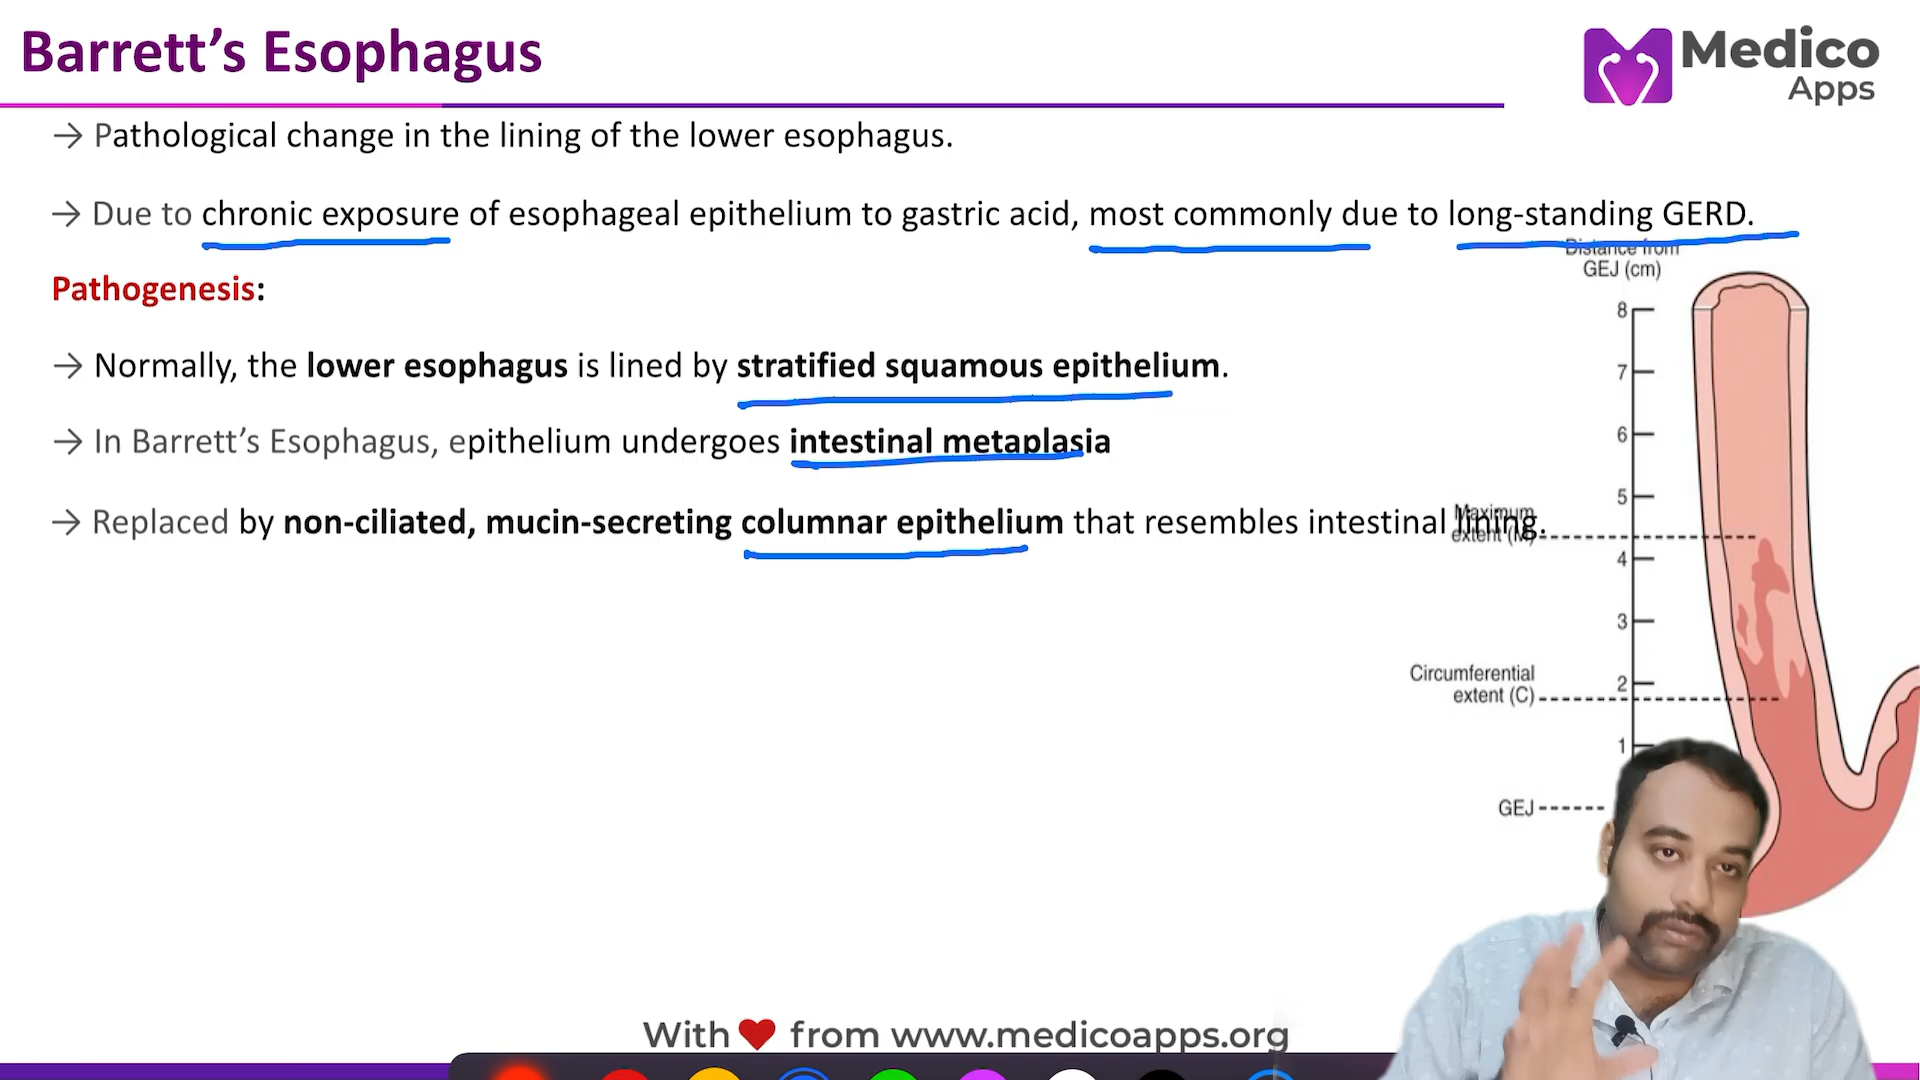 Barrett’s Esophagus
Medico
Apps
→ Pathological change in the lining of the lower esophagus.
→ Due to chronic exposure of esophageal epithelium to gastric acid, most commonly due to long-standing GERD.
Distance from
GEJ (cm)
Pathogenesis:
8
→ Normally, the lower esophagus is lined by stratified squamous epithelium.
7
→ In Barrett’s Esophagus, epithelium undergoes intestinal metaplasia
6
5
→ Replaced by non-ciliated, mucin-secreting columnar epithelium that resembles intestinal lining.
Maximum
extent (M)
4
3
Circumferential
extent (C)
2
1
GEJ
With ❤ from www.medicoapps.org